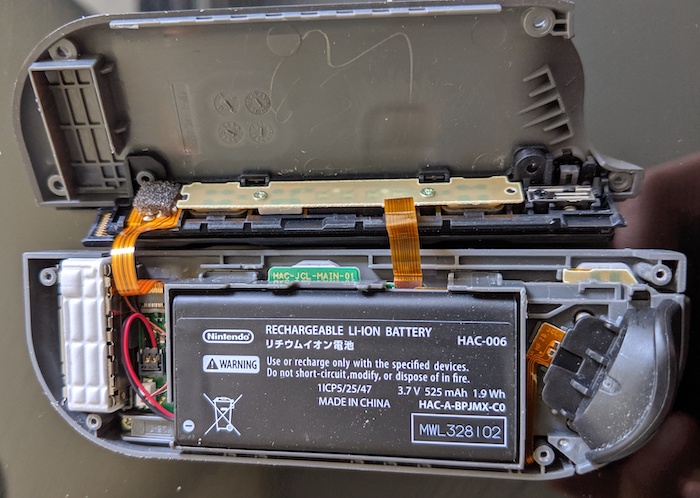 HAC-JCL-MAIN-01
Nintendo
RECHARGEABLE LI-ION BATTERY
HAC-006
リチウムイオン電池
WARNING
Use or recharge only with the specified devices.
Do not short-circuit,modify, or dispose of in fire.
1ICP5/25/47
3.7 V 525 mAh 1.9 Wh
MADE IN CHINA
HAC-A-BPJMX-C0
MWL328102